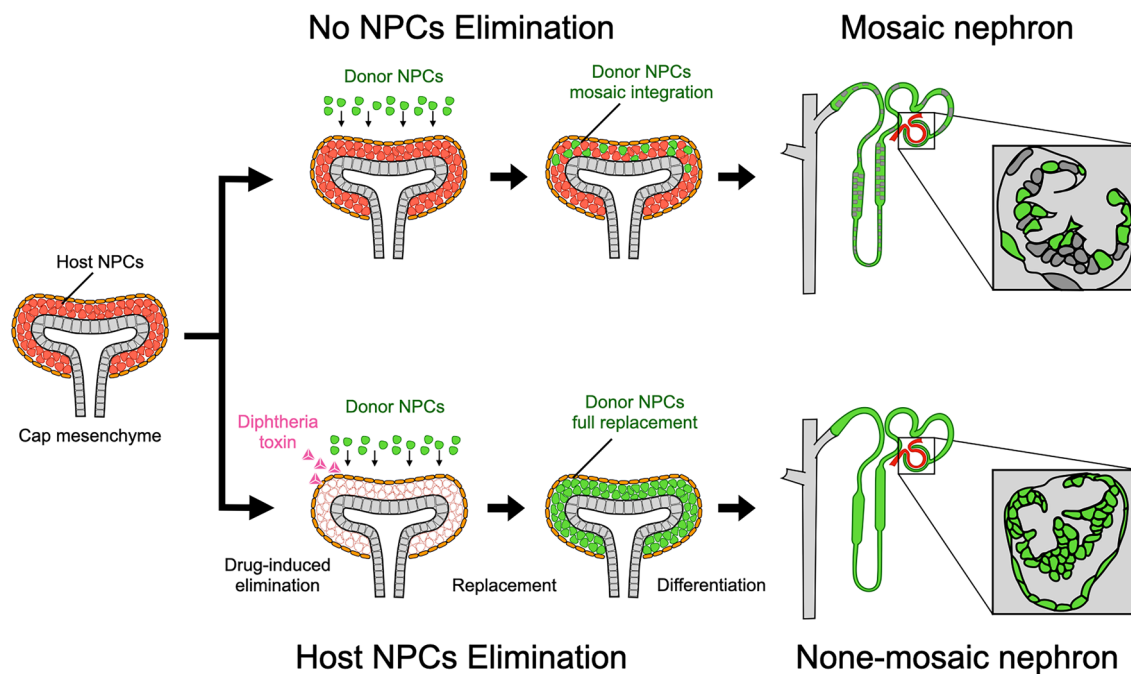 No NPCs Elimination
Mosaic nephron
Donor NPCs
Donor NPCs
mosaic integration
Host NPCs
Cap mesenchyme
Diphtheria
toxin
Donor NPCs
Donor NPCs
full replacement
Drug-induced
elimination
Replacement
Differentiation
Host NPCs Elimination
None-mosaic nephron